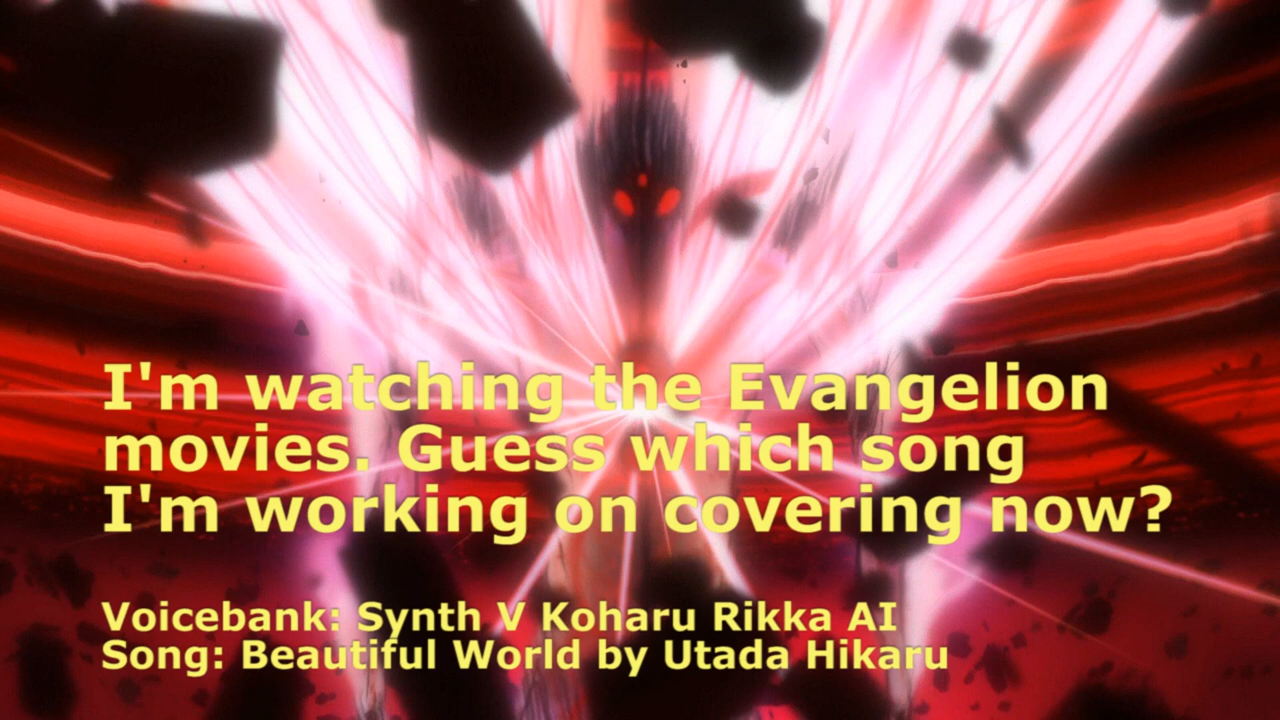 I'm watching the Evangelion
movies. Guess which song
I'm working on covering now?
Voicebank: Synth V Koharu Rikka AI
Song: Beautiful World by Utada Hikaru